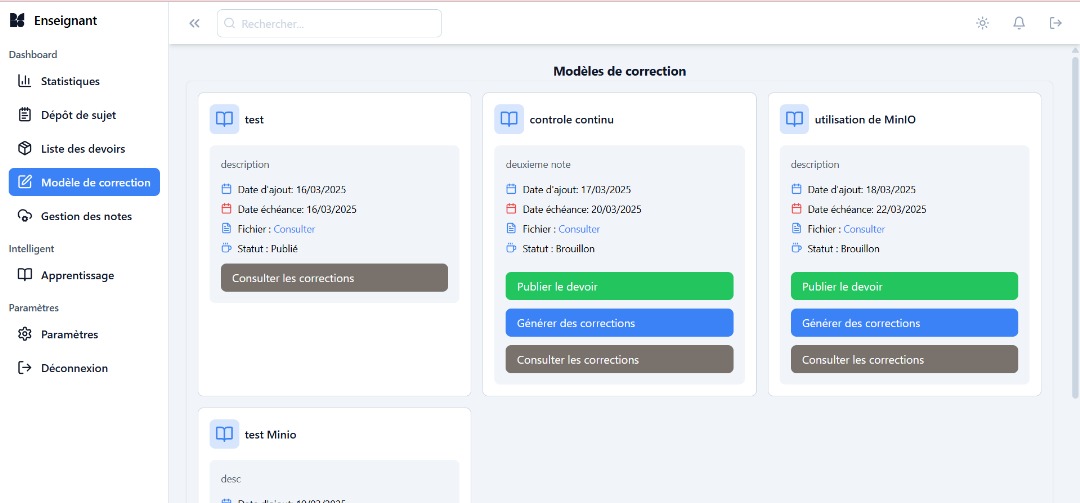 Enseignant
Rechercher...
Dashboard
Statistiques
Dépôt de sujet
Liste des devoirs
Modèle de correction
Gestion des notes
Intelligent
Apprentissage
Paramètres
Paramètres
Déconnexion
Modèles de correction
test
description
Date d'ajout: 16/03/2025
Date échéance: 16/03/2025
Fichier : Consulter
Statut : Publié
Consulter les corrections
controle continu
deuxieme note
Date d'ajout: 17/03/2025
Date échéance: 20/03/2025
Fichier : Consulter
Statut : Brouillon
Publier le devoir
Générer des corrections
Consulter les corrections
utilisation de MinIO
description
Date d'ajout: 18/03/2025
Date échéance: 22/03/2025
Fichier : Consulter
Statut : Brouillon
Publier le devoir
Générer des corrections
Consulter les corrections
test Minio
desc
Date d'ajout: